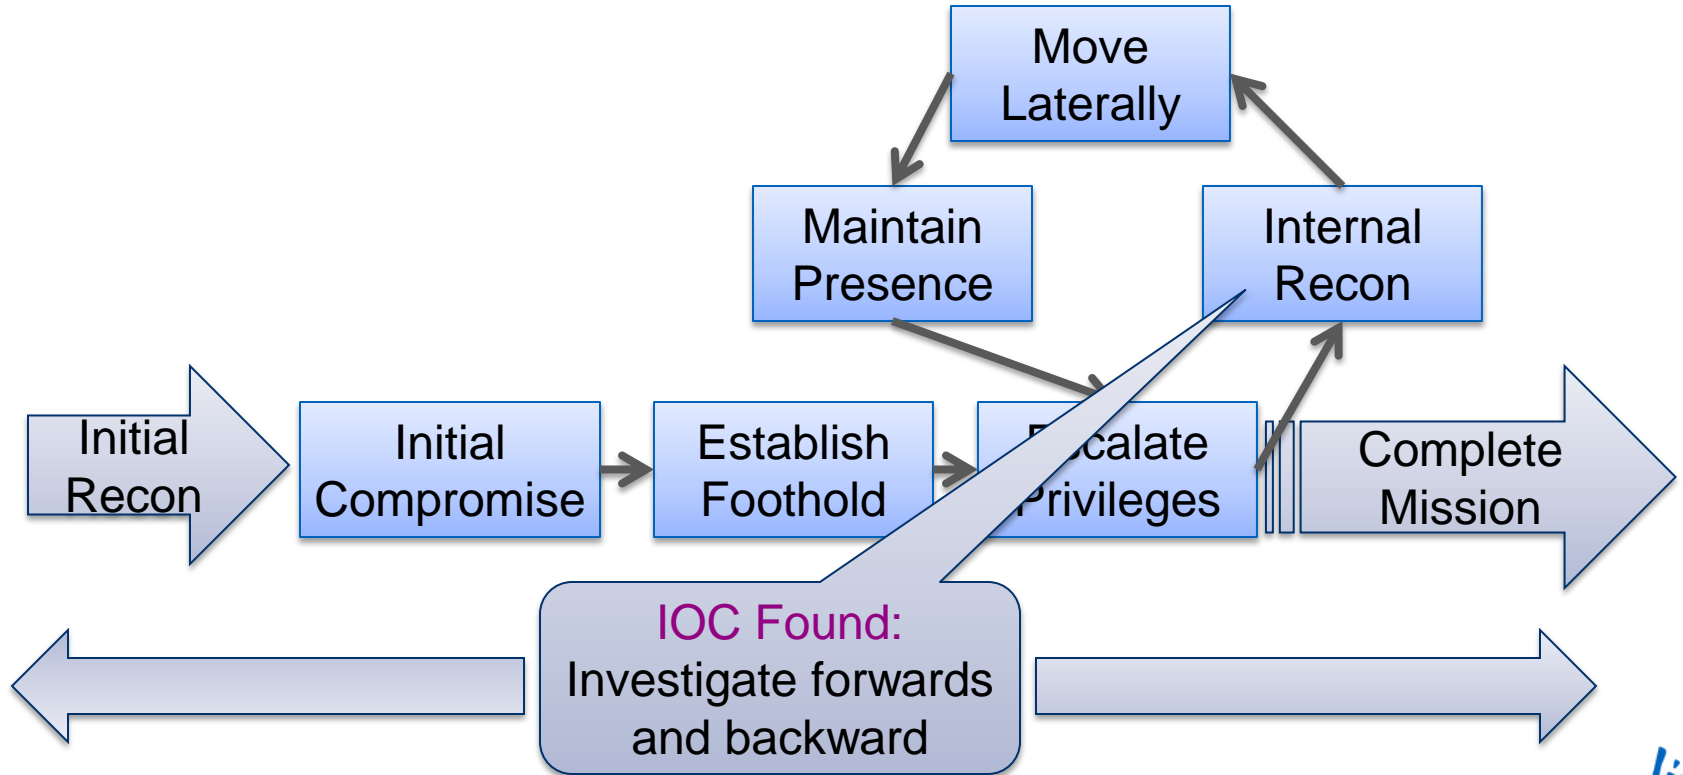 Move
Laterally
Maintain
Presence
Internal
Recon
Initial
Recon
Initial
Compromise
Establish
Foothold
Escalate
Privileges
Complete
Mission
IOC Found:
Investigate forwards
and backward